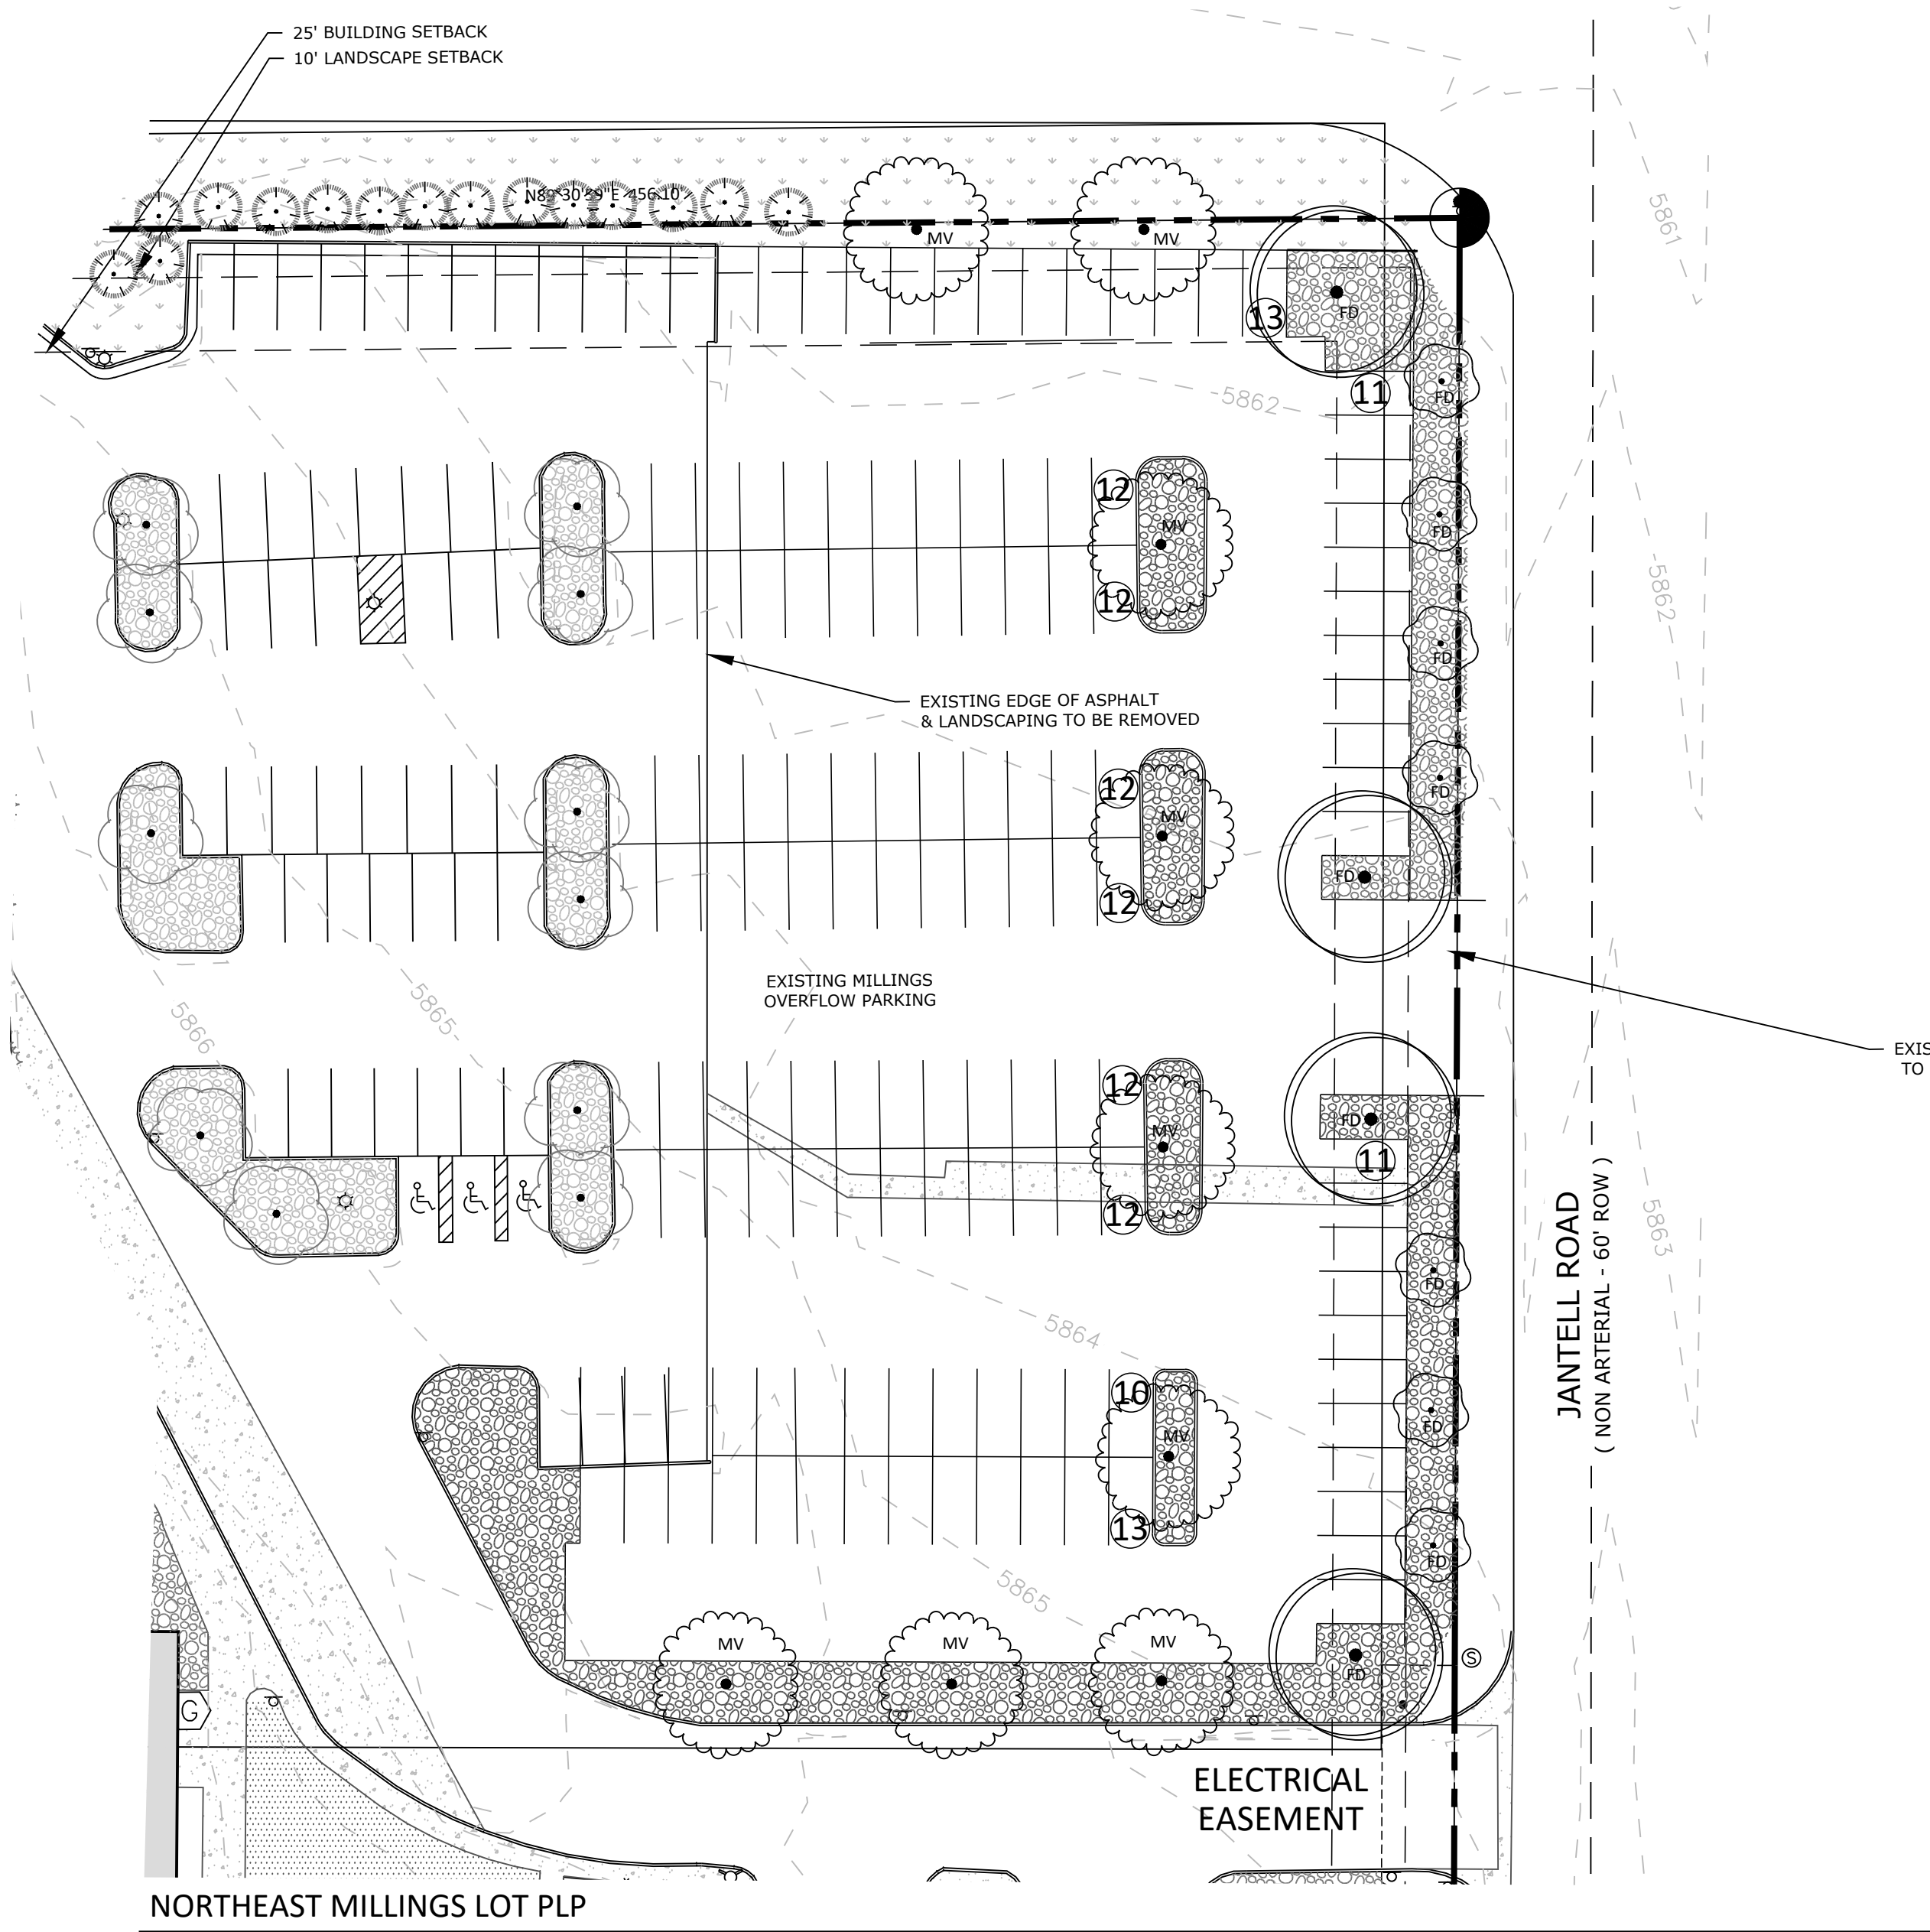 25' BUILDING SETBACK
10' LANDSCAPE SETBACK
N89°30'59"E 456.10'
MV
MV
5861
13
FD
11
FD
5862
12
MV
FD
12
5862
FD
EXISTING EDGE OF ASPHALT
& LANDSCAPING TO BE REMOVED
12
MV
FD
FD
12
EXISTING MILLINGS
OVERFLOW PARKING
5866
5865
EXIS
TO
12
MV
FD
11
12
JANTELL ROAD
( NON ARTERIAL - 60' ROW )
5863
FD
5864
10
MV
FD
13
FD
5865
MV
MV
MV
FD
S
G
ELECTRICAL
EASEMENT
NORTHEAST MILLINGS LOT PLP